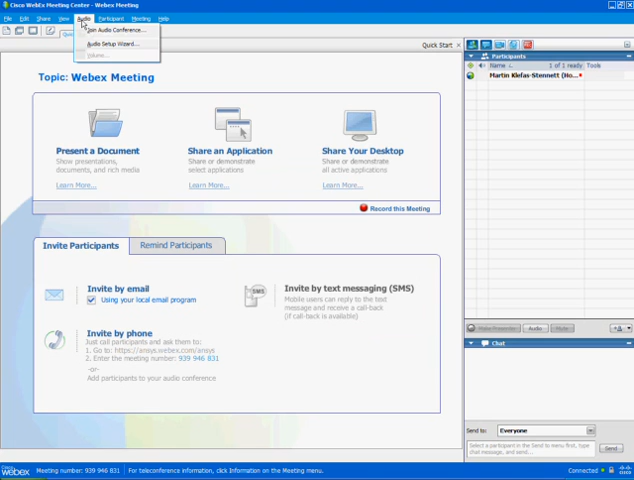 Cisco WebEx Meeting Center - Webex Meeting
File Edit Share View Audio Participant Meeting Help
Join Audio Conference...
Audio Setup Wizard...
Volume...
Quick Start
Participants
Name 1 of 1 ready Tools
Martin Klefas-Stennett (Ho...
Topic: Webex Meeting
Present a Document
Show presentations,
documents, and rich media
Learn More...
Share an Application
Share or demonstrate
select applications
Learn More...
Share Your Desktop
Share or demonstrate
all active applications
Learn More...
Record this Meeting
Invite Participants
Remind Participants
Invite by email
Using your local email program
Invite by text messaging (SMS)
Mobile users can reply to the text
message and receive a call-back
(if call-back is available)
Invite by phone
Just call participants and ask them to:
1. Go to: https://ansys.webex.com/ansys
2. Enter the meeting number: 939 946 831
-or-
Add participants to your audio conference
Make Presenter Audio Mute
Chat
Send to: Everyone
Select a participant in the Send to menu first, type
chat message, and send...
Send
Cisco
webex
Meeting number: 939 946 831
For teleconference information, click Information on the Meeting menu.
Connected
cisco